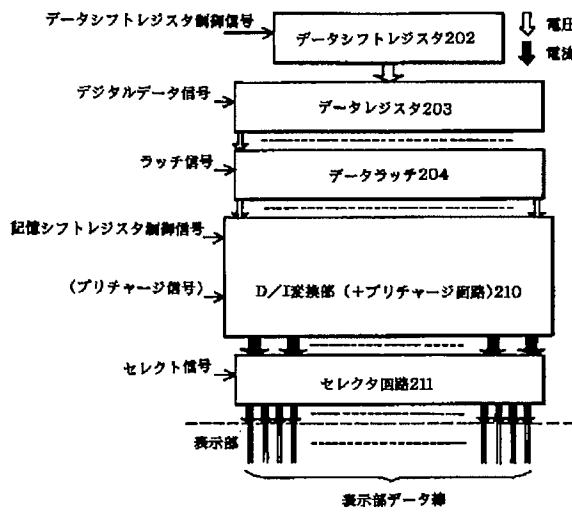 データシフトレジスタ制御信号
データシフトレジスタ202
電圧
電流
デジタルデータ信号
データレジスタ203
ラッチ信号
データラッチ204
記憶シフトレジスタ制御信号
(プリチャージ信号)
D/I変換部(+プリチャージ回路)210
セレクト信号
セレクタ回路211
表示部
表示部データ線